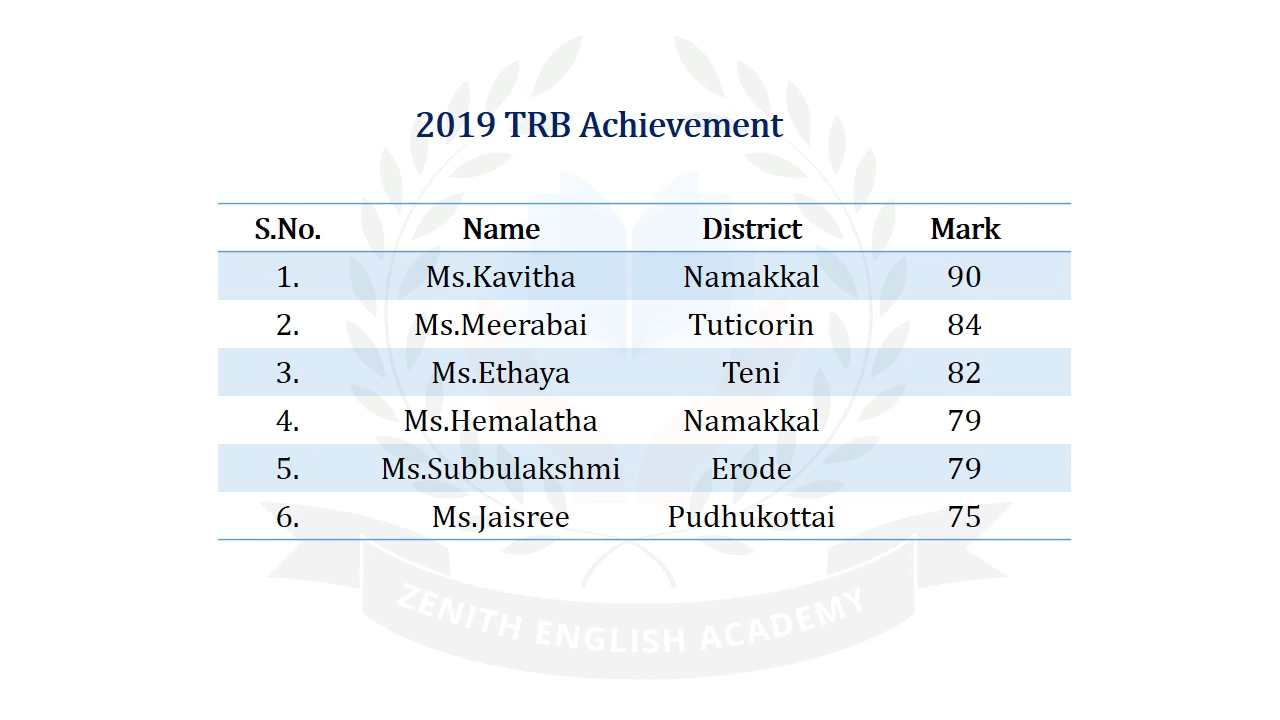 2019 TRB Achievement
S.No. Name District Mark
1. Ms.Kavitha Namakkal 90
2. Ms.Meerabai Tuticorin 84
3. Ms.Ethaya Teni 82
4. Ms.Hemalatha Namakkal 79
5. Ms.Subbulakshmi Erode 79
6. Ms.Jaisree Pudhukottai 75
ZENITH ENGLISH ACADEMY